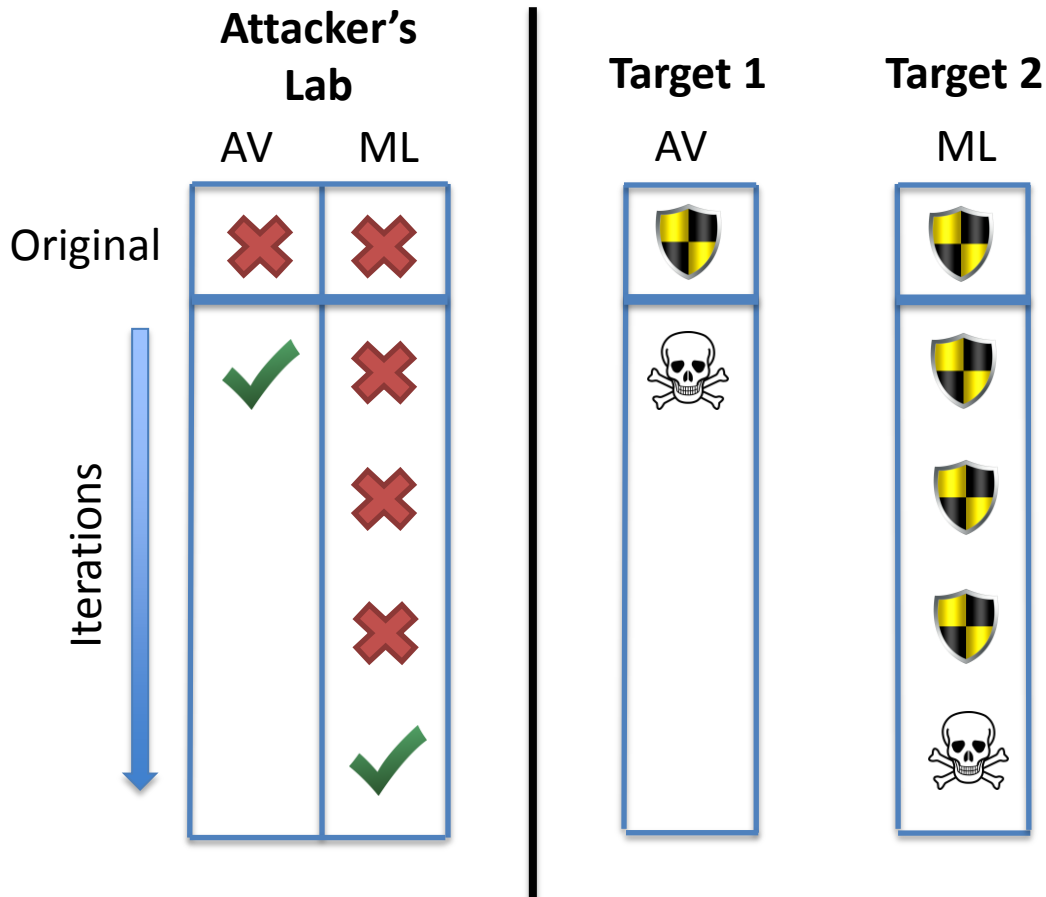 Attacker's
Lab
Target 1
Target 2
AV
ML
AV
ML
Original
Iterations